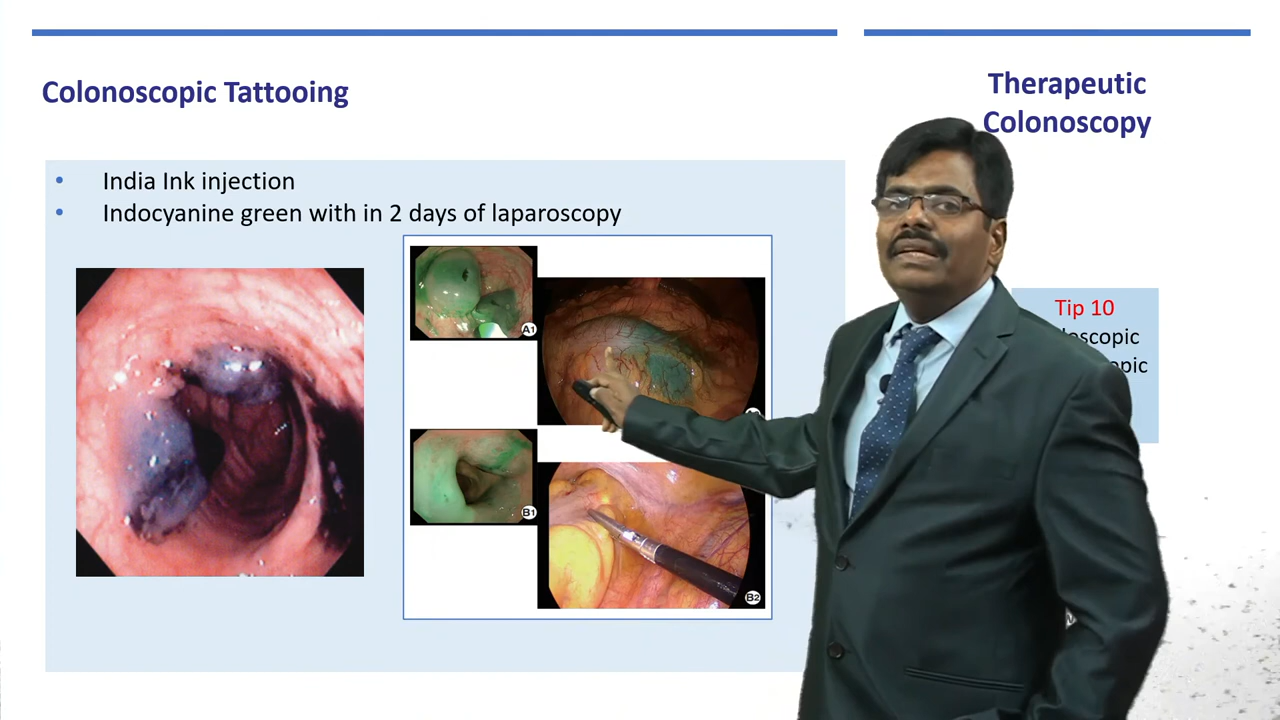 Colonoscopic Tattooing
Therapeutic
Colonoscopy
• India Ink injection
• Indocyanine green with in 2 days of laparoscopy
A1
B1
B2
Tip 10